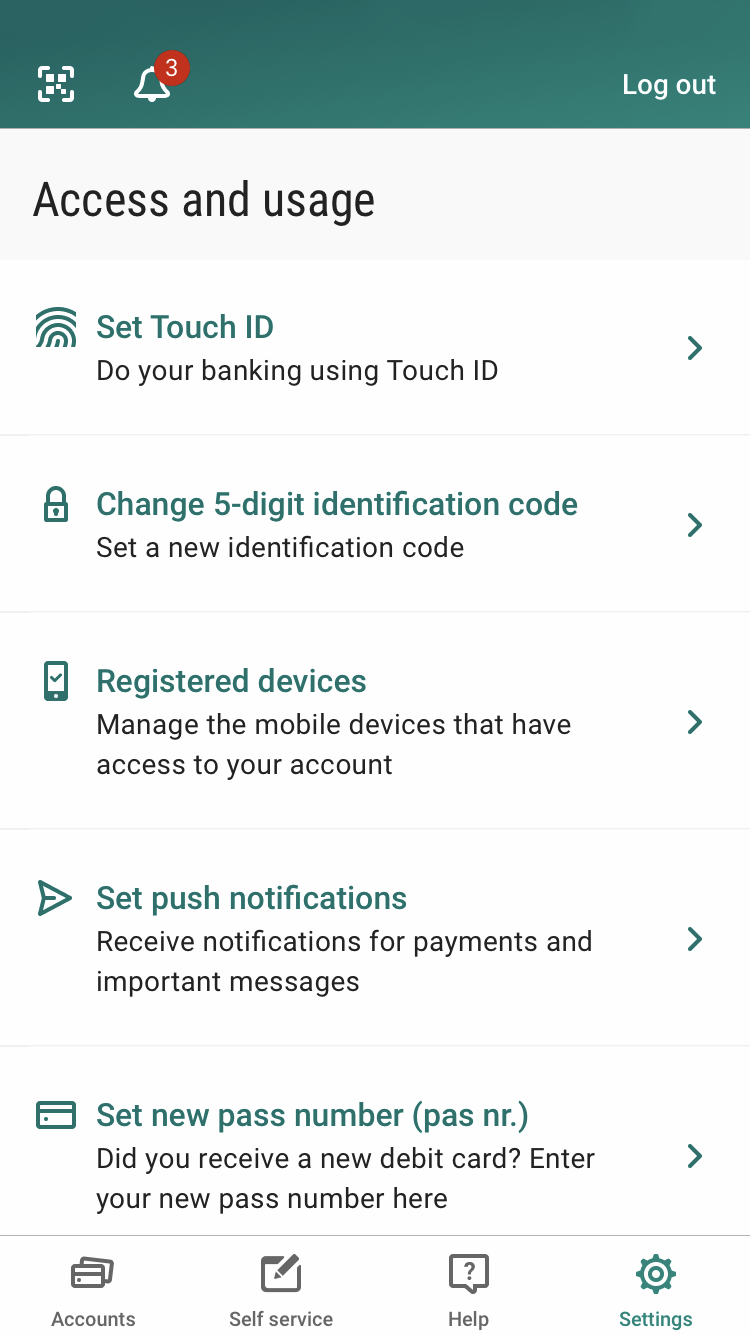 3
Log out
Access and usage
Set Touch ID
Do your banking using Touch ID
Change 5-digit identification code
Set a new identification code
Registered devices
Manage the mobile devices that have
access to your account
Set push notifications
Receive notifications for payments and
important messages
Set new pass number (pas nr.)
Did you receive a new debit card? Enter
your new pass number here
?
Accounts
Self service
Help
Settings